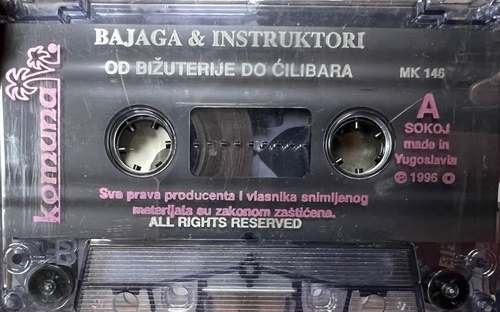 BAJAGA & INSTRUKTORI
OD BIŽUTERIJE DO ĆILIBARA
MK 146
komuna
A
SOKOJ
made in
Yugoslavia
℗ 1996 ©
Sva prava producenta i vlasnika snimljenog
materijala su zakonom zaštićena.
ALL RIGHTS RESERVED